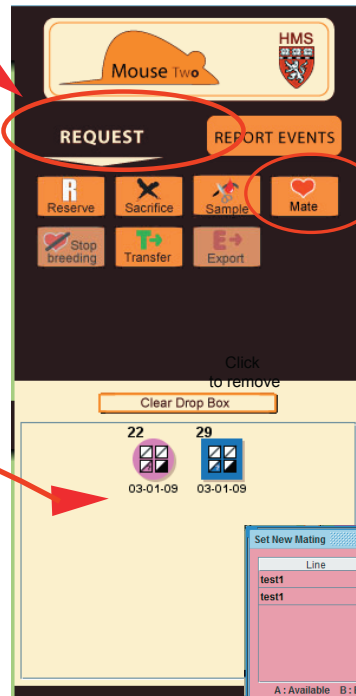 HMS
Mouse Two
REQUEST
REPORT EVENTS
R
Reserve
Sacrifice
Sample
Mate
Stop
breeding
T
Transfer
E
Export
Click
to remove
Clear Drop Box
22 29
03-01-09 03-01-09
Set New Mating
Line
test1
test1
A : Available B :